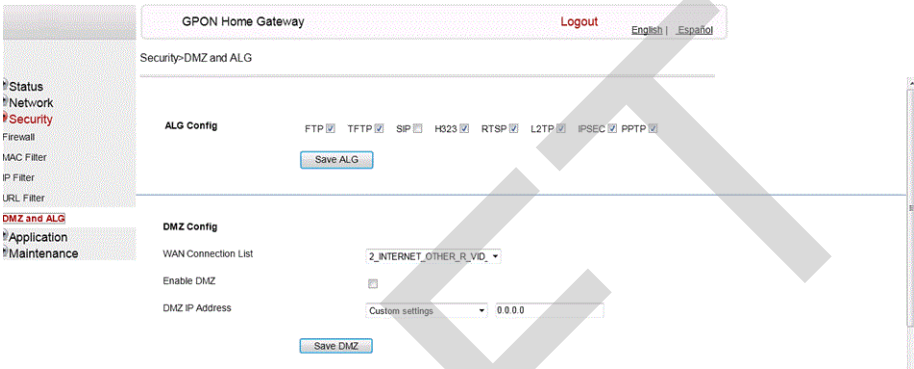 GPON Home Gateway
Logout
English | Español
Security>DMZ and ALG
Status
Network
Security
Firewall
MAC Filter
IP Filter
URL Filter
DMZ and ALG
Application
Maintenance
ALG Config
FTP TFTP SIP H323 RTSP L2TP IPSEC PPTP
Save ALG
DMZ Config
WAN Connection List 2_INTERNET_OTHER_R_VID_
Enable DMZ
DMZ IP Address Custom settings 0.0.0.0
Save DMZ